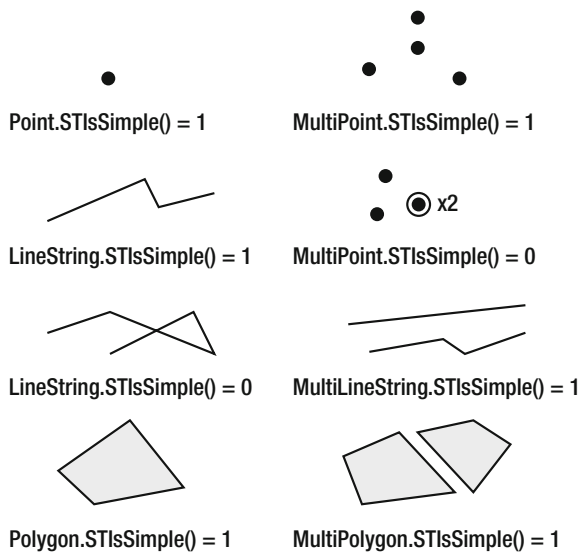 Point.STIsSimple() = 1
MultiPoint.STIsSimple() = 1
x2
LineString.STIsSimple() = 1
MultiPoint.STIsSimple() = 0
LineString.STIsSimple() = 0
MultiLineString.STIsSimple() = 1
Polygon.STIsSimple() = 1
MultiPolygon.STIsSimple() = 1